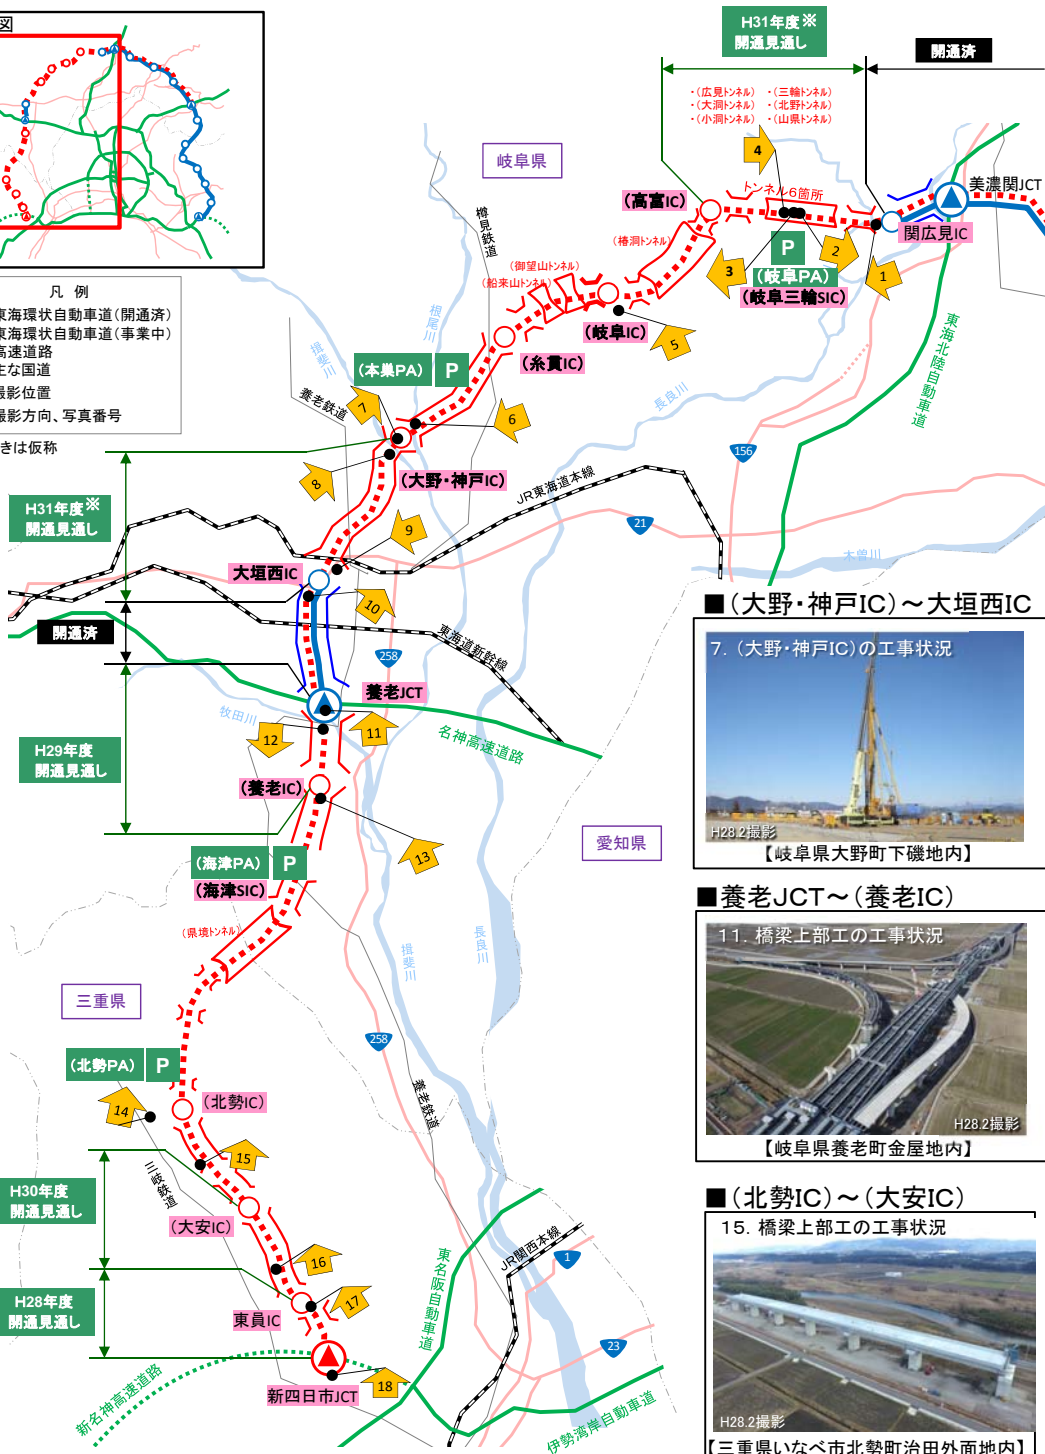 図
凡 例
東海環状自動車道(開通済)
東海環状自動車道(事業中)
高速道路
主な国道
撮影位置
撮影方向、写真番号
きは仮称
H31年度※
開通見通し
開通済
・(広見トンネル) ・(三輪トンネル)
・(大洞トンネル) ・(北野トンネル)
・(小洞トンネル) ・(山県トンネル)
4
岐阜県
トンネル6箇所
美濃関JCT
(高富IC)
関広見IC
樽見鉄道
(椿洞トンネル)
P
2
1
3
(岐阜PA)
(岐阜三輪SIC)
(御望山トンネル)
(船来山トンネル)
根尾川
揖斐川
(岐阜IC)
5
東海北陸自動車道
(糸貫IC)
(本巣PA)
P
長良川
養老鉄道
7
6
156
(大野・神戸IC)
8
JR東海道本線
H31年度※
開通見通し
9
21
木曽川
大垣西IC
10
開通済
東海道新幹線
258
養老JCT
牧田川
12
11
名神高速道路
H29年度
開通見通し
(養老IC)
13
愛知県
(海津PA)
P
(海津SIC)
(県境トンネル)
揖斐川
長良川
三重県
258
(北勢PA)
P
養老鉄道
14
(北勢IC)
15
三岐鉄道
H30年度
開通見通し
(大安IC)
16
JR関西本線
1
東名阪自動車道
H28年度
開通見通し
17
東員IC
23
18
新四日市JCT
新名神高速道路
伊勢湾岸自動車道
■(大野・神戸IC)～大垣西IC
7. (大野・神戸IC)の工事状況
H28.2撮影
【岐阜県大野町下磯地内】
■養老JCT～(養老IC)
11. 橋梁上部工の工事状況
H28.2撮影
【岐阜県養老町金屋地内】
■(北勢IC)～(大安IC)
15. 橋梁上部工の工事状況
H28.2撮影
【三重県いなべ市北勢町治田外面地内】